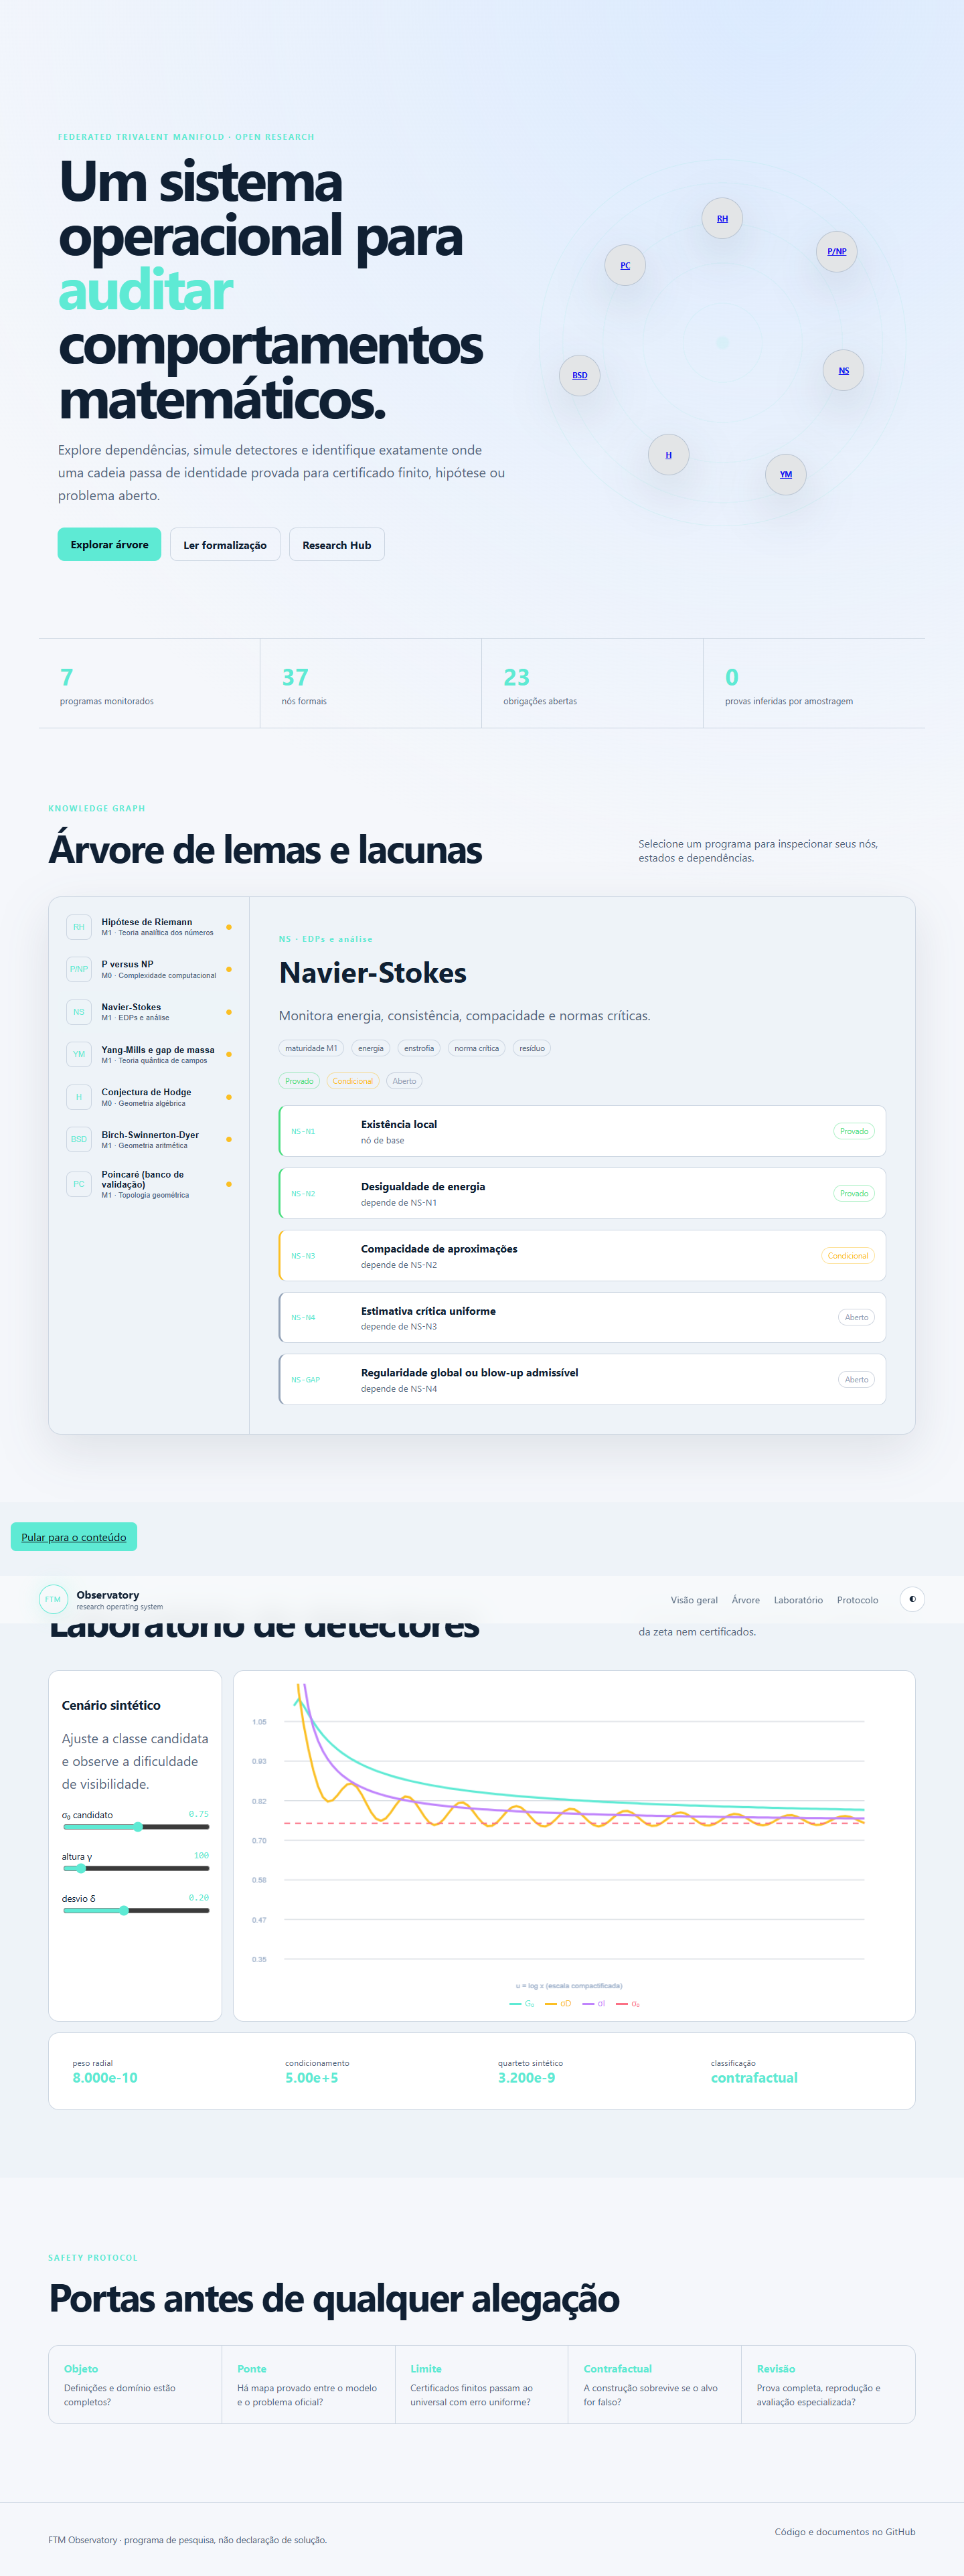 FEDERATED TRIVALENT MANIFOLD · OPEN RESEARCH
Um sistema
operacional para
auditar
comportamentos
matemáticos.
Explore dependências, simule detectores e identifique exatamente onde
uma cadeia passa de identidade provada para certificado finito, hipótese ou
problema aberto.
Explorar árvore
Ler formalização
Research Hub
RH
P/NP
PC
NS
BSD
H
YM
7
programas monitorados
37
nós formais
23
obrigações abertas
0
provas inferidas por amostragem
KNOWLEDGE GRAPH
Árvore de lemas e lacunas
Selecione um programa para inspecionar seus nós,
estados e dependências.
RH
Hipótese de Riemann
M1 · Teoria analítica dos números
P/NP
P versus NP
M0 · Complexidade computacional
NS
Navier-Stokes
M1 · EDPs e análise
YM
Yang-Mills e gap de massa
M1 · Teoria quântica de campos
H
Conjectura de Hodge
M0 · Geometria algébrica
BSD
Birch-Swinnerton-Dyer
M1 · Geometria aritmética
PC
Poincaré (banco de
validação)
M1 · Topologia geométrica
NS · EDPs e análise
Navier-Stokes
Monitora energia, consistência, compacidade e normas críticas.
maturidade M1
energia
enstrofia
norma crítica
resíduo
Provado
Condicional
Aberto
NS-N1
Existência local
nó de base
Provado
NS-N2
Desigualdade de energia
depende de NS-N1
Provado
NS-N3
Compacidade de aproximações
depende de NS-N2
Condicional
NS-N4
Estimativa crítica uniforme
depende de NS-N3
Aberto
NS-GAP
Regularidade global ou blow-up admissível
depende de NS-N4
Aberto
Pular para o conteúdo
FTM
Observatory
research operating system
Visão geral
Árvore
Laboratório
Protocolo
Laboratório de detectores
da zeta nem certificados.
Cenário sintético
Ajuste a classe candidata
e observe a dificuldade
de visibilidade.
σ₀ candidato
0.75
altura γ
100
desvio δ
0.20
1.05
0.93
0.82
0.70
0.58
0.47
0.35
u = log x (escala compactificada)
σD
σI
σ₀
peso radial
8.000e-10
condicionamento
5.00e+5
quarteto sintético
3.200e-9
classificação
contrafactual
SAFETY PROTOCOL
Portas antes de qualquer alegação
Objeto
Definições e domínio estão
completos?
Ponte
Há mapa provado entre o modelo
e o problema oficial?
Limite
Certificados finitos passam ao
universal com erro uniforme?
Contrafactual
A construção sobrevive se o alvo
for falso?
Revisão
Prova completa, reprodução e
avaliação especializada?
FTM Observatory · programa de pesquisa, não declaração de solução.
Código e documentos no GitHub